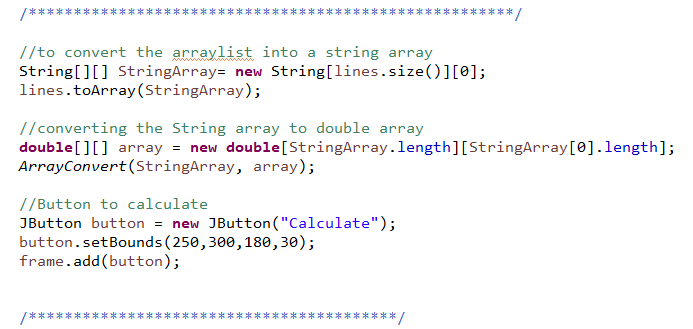 /******************************************************/
//to convert the arraylist into a string array
String[][] StringArray= new String[lines.size()][0];
lines.toArray(StringArray);
//converting the String array to double array
double[][] array = new double[StringArray.length][StringArray[0].length];
ArrayConvert(StringArray, array);
//Button to calculate
JButton button = new JButton("Calculate");
button.setBounds(250,300,180,30);
frame.add(button);
/*****************************************/